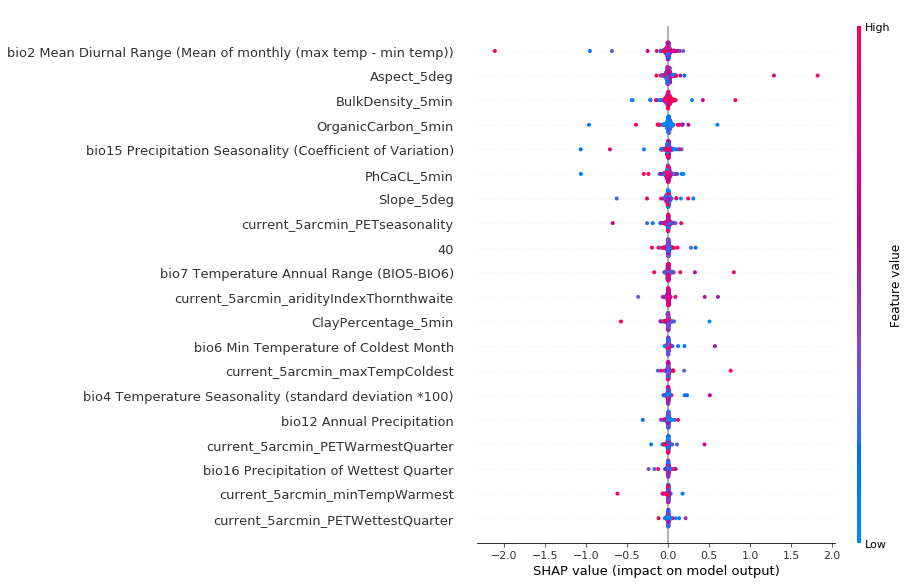 High
bio2 Mean Diurnal Range (Mean of monthly (max temp - min temp))
Aspect_5deg
BulkDensity_5min
OrganicCarbon_5min
bio15 Precipitation Seasonality (Coefficient of Variation)
PhCaCL_5min
Slope_5deg
current_5arcmin_PETseasonality
40
bio7 Temperature Annual Range (BIO5-BIO6)
current_5arcmin_aridityIndexThornthwaite
ClayPercentage_5min
bio6 Min Temperature of Coldest Month
current_5arcmin_maxTempColdest
bio4 Temperature Seasonality (standard deviation *100)
bio12 Annual Precipitation
current_5arcmin_PETWarmestQuarter
bio16 Precipitation of Wettest Quarter
current_5arcmin_minTempWarmest
current_5arcmin_PETWettestQuarter
Feature value
Low
−2.0 −1.5 −1.0 −0.5 0.0 0.5 1.0 1.5 2.0
SHAP value (impact on model output)